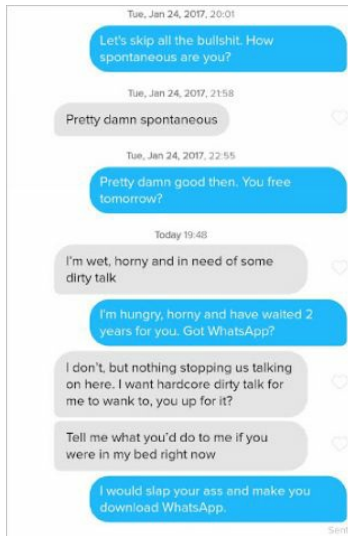 Tue, Jan 24, 2017, 20:01
Let's skip all the bullshit. How
spontaneous are you?
Tue, Jan 24, 2017, 21:58
Pretty damn spontaneous
Tue, Jan 24, 2017, 22:55
Pretty damn good then. You free
tomorrow?
Today 19:48
I'm wet, horny and in need of some
dirty talk
I'm hungry, horny and have waited 2
years for you. Got WhatsApp?
I don't, but nothing stopping us talking
on here. I want hardcore dirty talk for
me to wank to, you up for it?
Tell me what you'd do to me if you
were in my bed right now
I would slap your ass and make you
download WhatsApp.
Sent